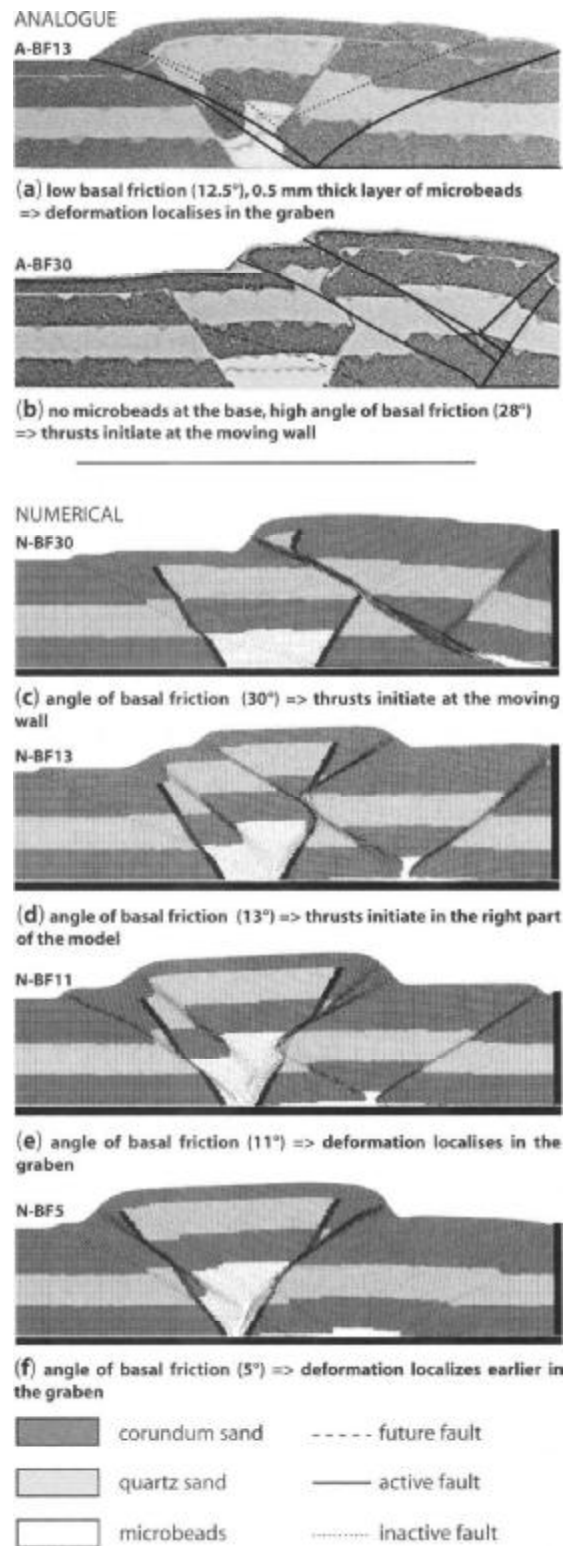 ANALOGUE
A-BF13
(a) low basal friction (12.5°), 0.5 mm thick layer of microbeads
=> deformation localises in the graben
A-BF30
(b) no microbeads at the base, high angle of basal friction (28°)
=> thrusts initiate at the moving wall
NUMERICAL
N-BF30
(c) angle of basal friction (30°) => thrusts initiate at the moving
wall
N-BF13
(d) angle of basal friction (13°) => thrusts initiate in the right part
of the model
N-BF11
(e) angle of basal friction (11°) => deformation localises in the
graben
N-BF5
(f) angle of basal friction (5°) => deformation localizes earlier in
the graben
corundum sand
future fault
quartz sand
active fault
microbeads
inactive fault